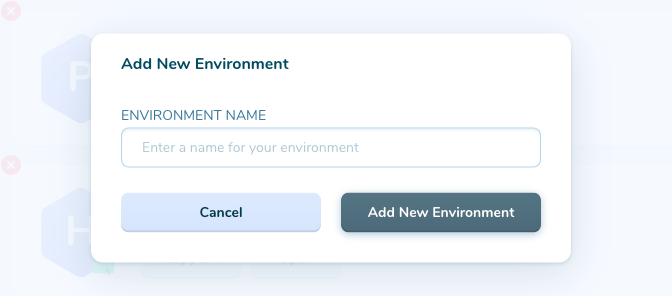 P
Add New Environment
ENVIRONMENT NAME
Enter a name for your environment
Cancel
Add New Environment
H